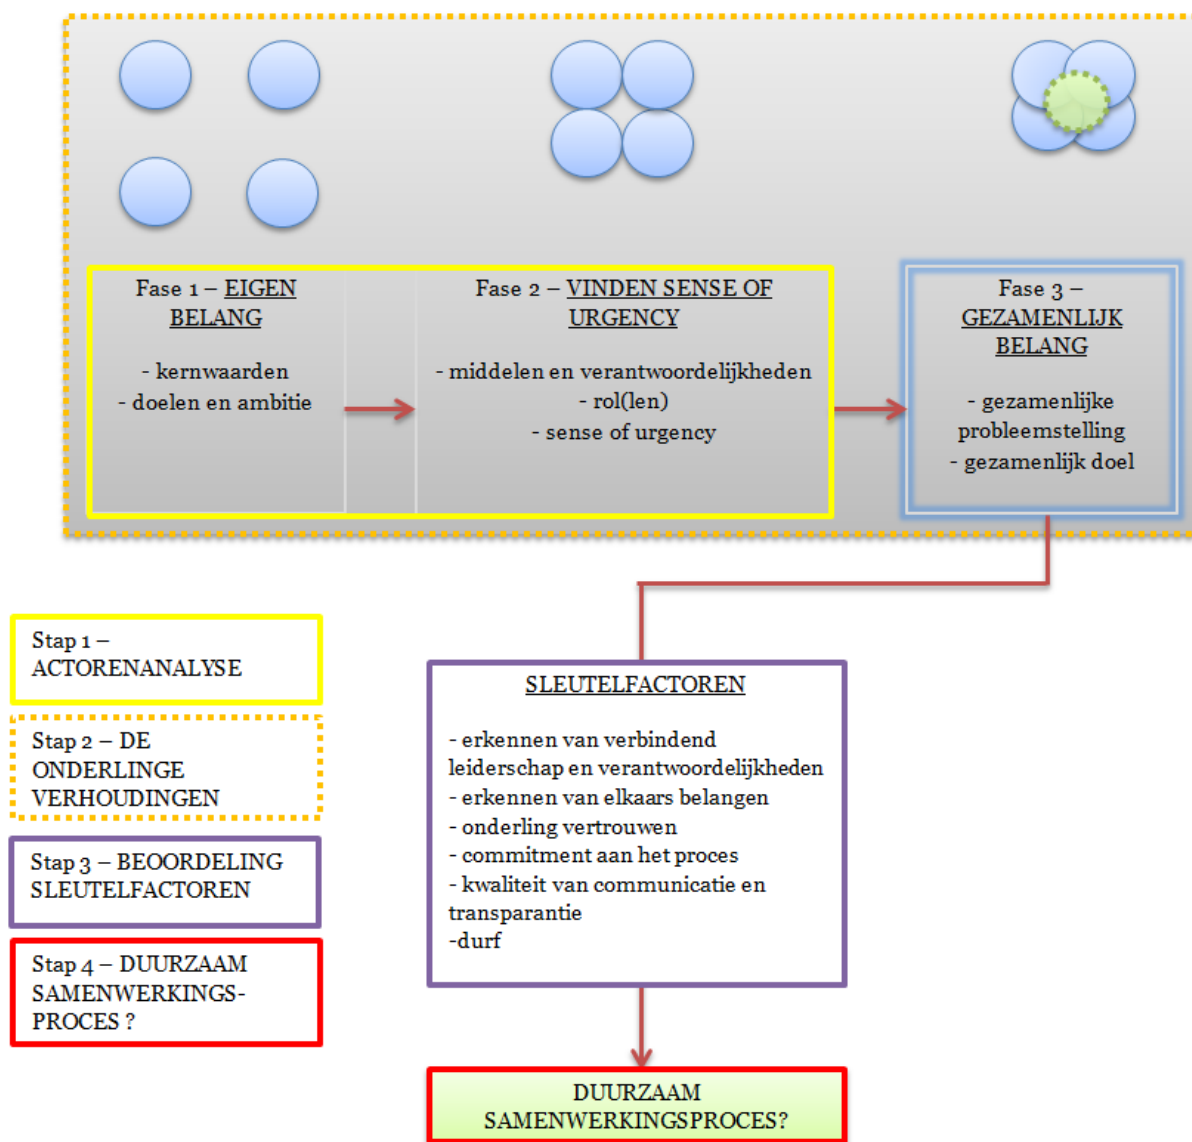 Fase 1 – EIGEN
BELANG
- kernwaarden
- doelen en ambitie
Fase 2 – VINDEN SENSE OF
URGENCY
- middelen en verantwoordelijkheden
- rol(len)
- sense of urgency
Fase 3 –
GEZAMENLIJK
BELANG
- gezamenlijke
probleemstelling
- gezamenlijk doel
Stap 1 –
ACTORENANALYSE
Stap 2 – DE
ONDERLINGE
VERHOUDINGEN
Stap 3 – BEOORDELING
SLEUTELFACTOREN
Stap 4 – DUURZAAM
SAMENWERKINGS-
PROCES ?
SLEUTELFACTOREN
- erkennen van verbindend
leiderschap en verantwoordelijkheden
- erkennen van elkaars belangen
- onderling vertrouwen
- commitment aan het proces
- kwaliteit van communicatie en
transparantie
-durf
DUURZAAM
SAMENWERKINGSPROCES?